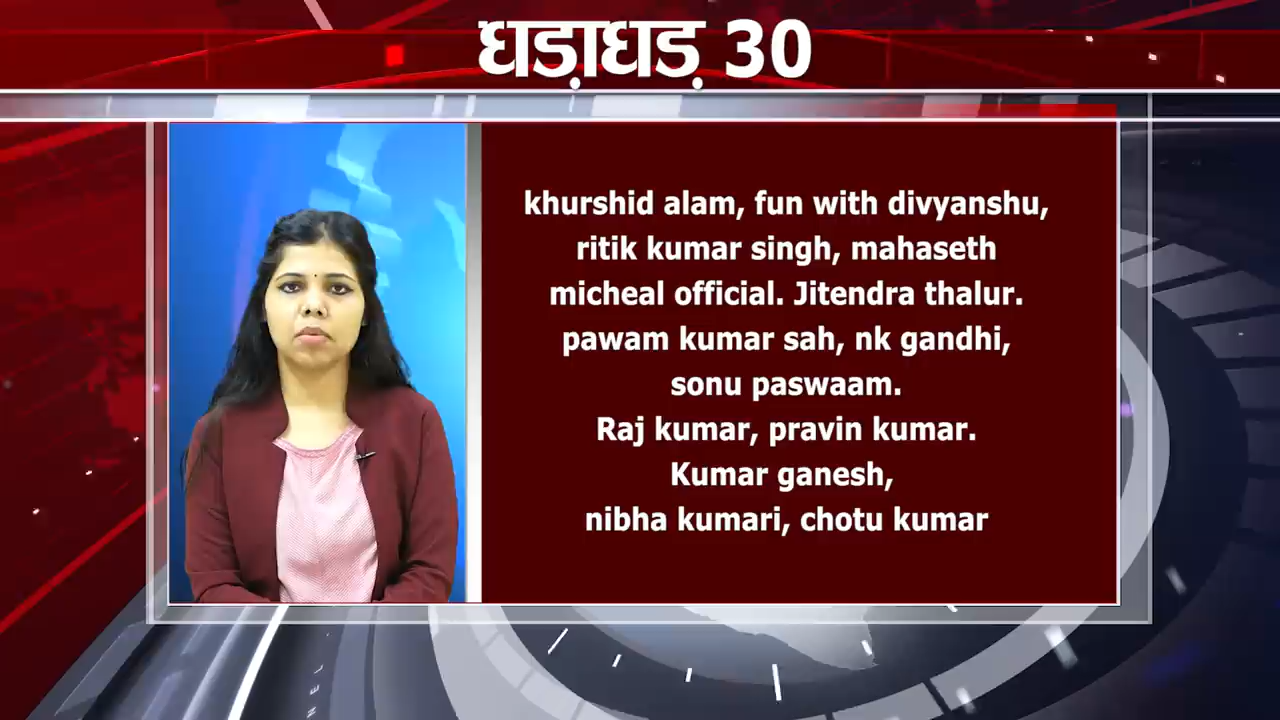 धड़ाधड़ 30
khurshid alam, fun with divyanshu,
ritik kumar singh, mahaseth
micheal official. Jitendra thalur.
pawam kumar sah, nk gandhi,
sonu paswaam.
Raj kumar, pravin kumar.
Kumar ganesh,
nibha kumari, chotu kumar